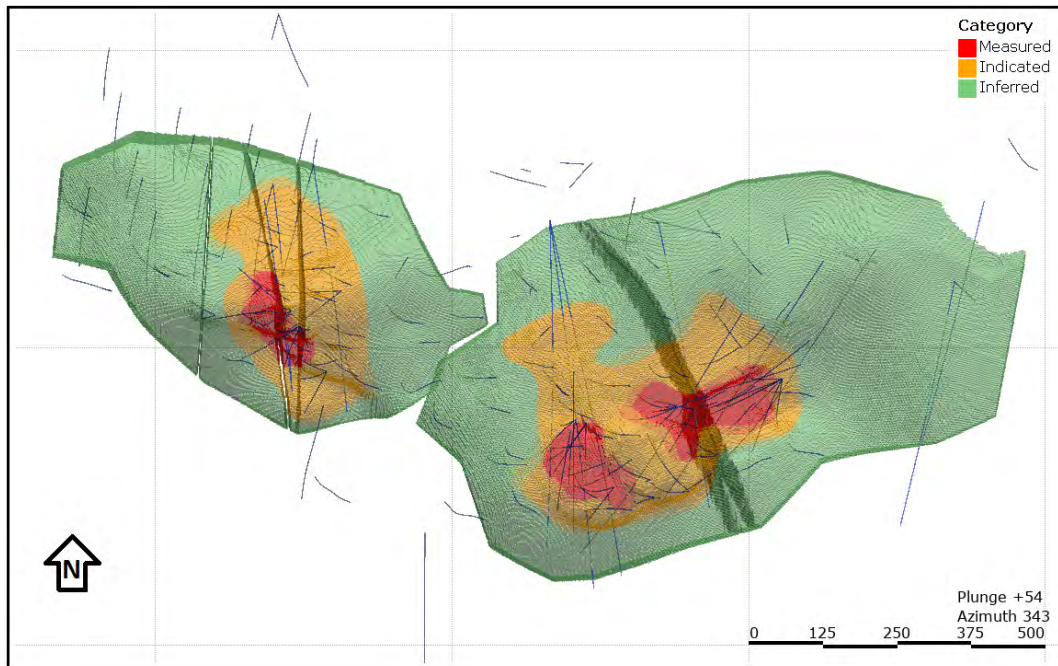 Category
Measured
Indicated
Inferred
N
Plunge +54
Azimuth 343
0 125 250 375 500